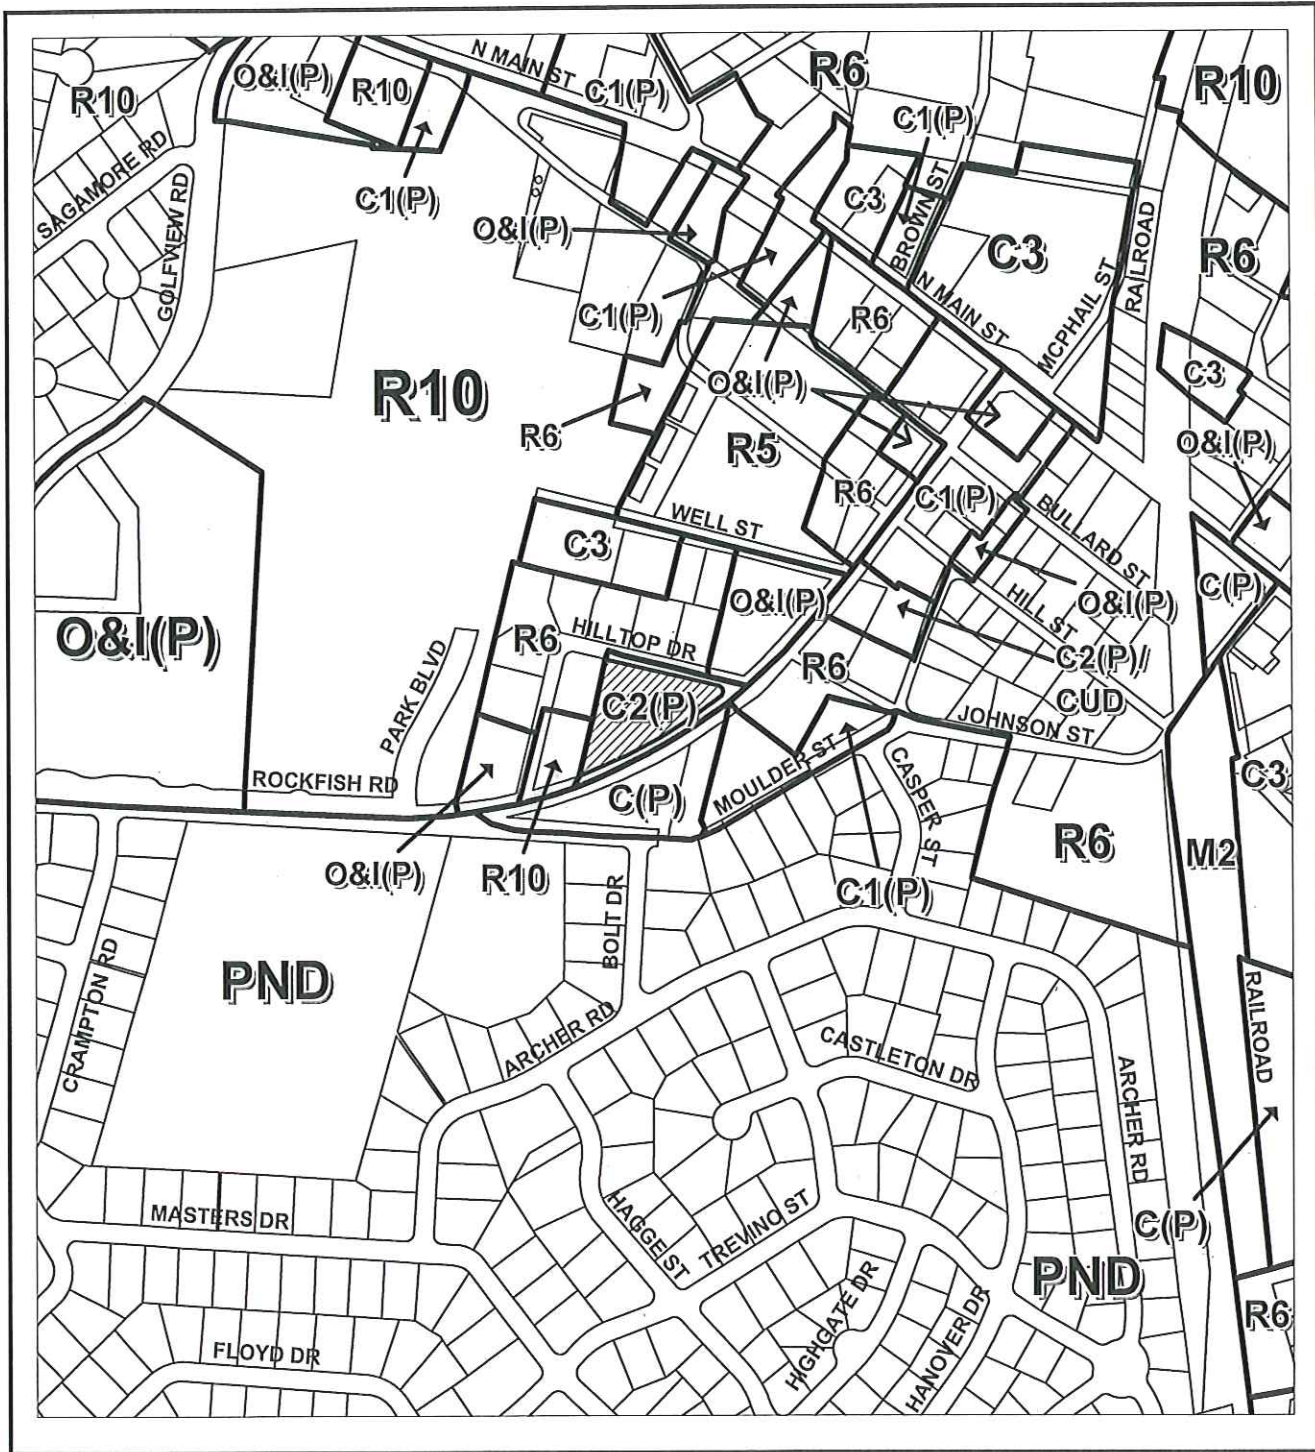 N MAIN ST
R6
O&I(P)
R10
C1(P)
R10
R10
C1(P)
SAGAMORE RD
C1(P)
C3
BROWN ST
GOLFVIEW RD
O&I(P)
C3
RAILROAD
R6
C1(P)
R6
N MAIN ST
MCPHAIL ST
R10
O&I(P)
C3
R6
R5
O&I(P)
R6
C1(P)
BULLARD ST
WELL ST
C3
O&I(P)
HILL ST
O&I(P)
C(P)
O&I(P)
R6
HILLTOP DR
PARK BLVD
R6
C2(P)/
CUD
C2(P)
JOHNSON ST
ROCKFISH RD
C(P)
MOULDER ST
CASPER ST
C3
R6
M2
O&I(P)
R10
C1(P)
BOLT DR
CRAMPTON RD
PND
ARCHER RD
RAILROAD
CASTLETON DR
ARCHER RD
MASTERS DR
HAGGE ST
TREVINO ST
C(P)
PND
HIGHGATE DR
HANOVER DR
R6
FLOYD DR